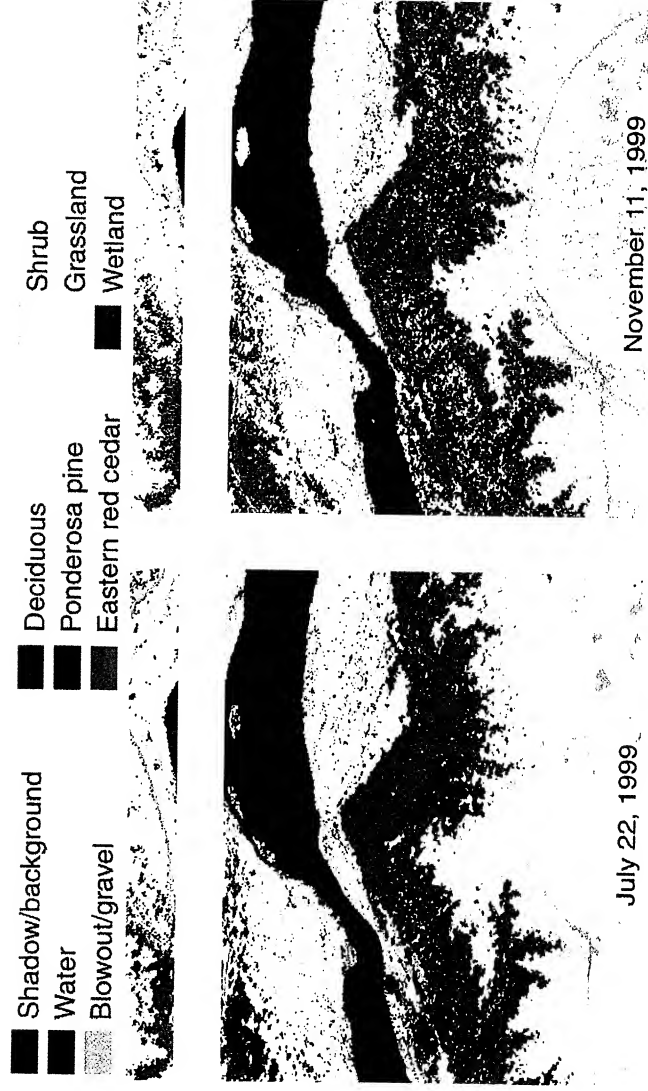 Shadow/background
Water
Blowout/gravel
Deciduous
Ponderosa pine
Eastern red cedar
Shrub
Grassland
Wetland
July 22, 1999
November 11, 1999